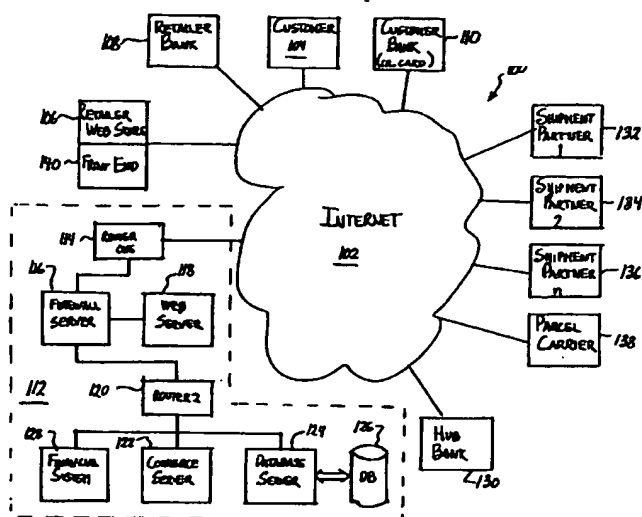 108
RETAILER
BANK
CUSTOMER
104
CUSTOMER
BANK
(CR. CARD)
110
100
106
RETAILER
WEB STORE
140
FRONT END
SHIPMENT
PARTNER
1
132
SHIPMENT
PARTNER
2
134
SHIPMENT
PARTNER
n
136
PARCEL
CARRIER
138
INTERNET
102
114
ROUTER
ONE
116
FIREWALL
SERVER
118
WEB
SERVER
112
120
ROUTER 2
128
FINANCIAL
SYSTEM
122
COMMERCE
SERVER
124
DATABASE
SERVER
126
DB
HUB
BANK
130